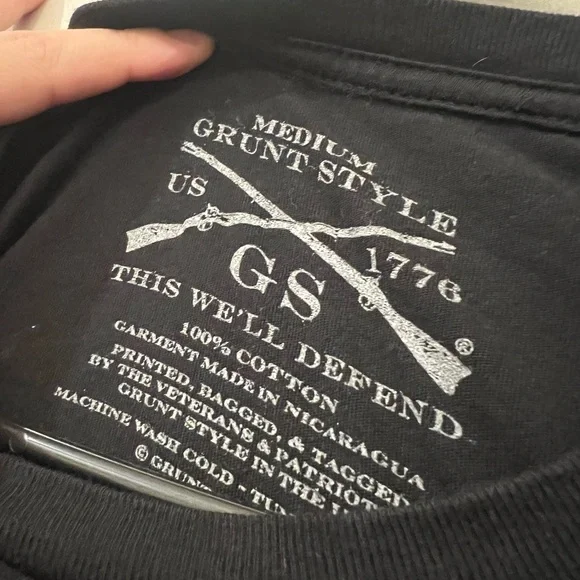 MEDIUM
GRUNT STYLE
US 1776
GS
®
THIS WE'LL DEFEND
100% COTTON
GARMENT MADE IN NICARAGUA
PRINTED, BAGGED, & TAGGED
BY THE VETERANS & PATRIOTS
GRUNT STYLE IN THE
MACHINE WASH COLD -
©